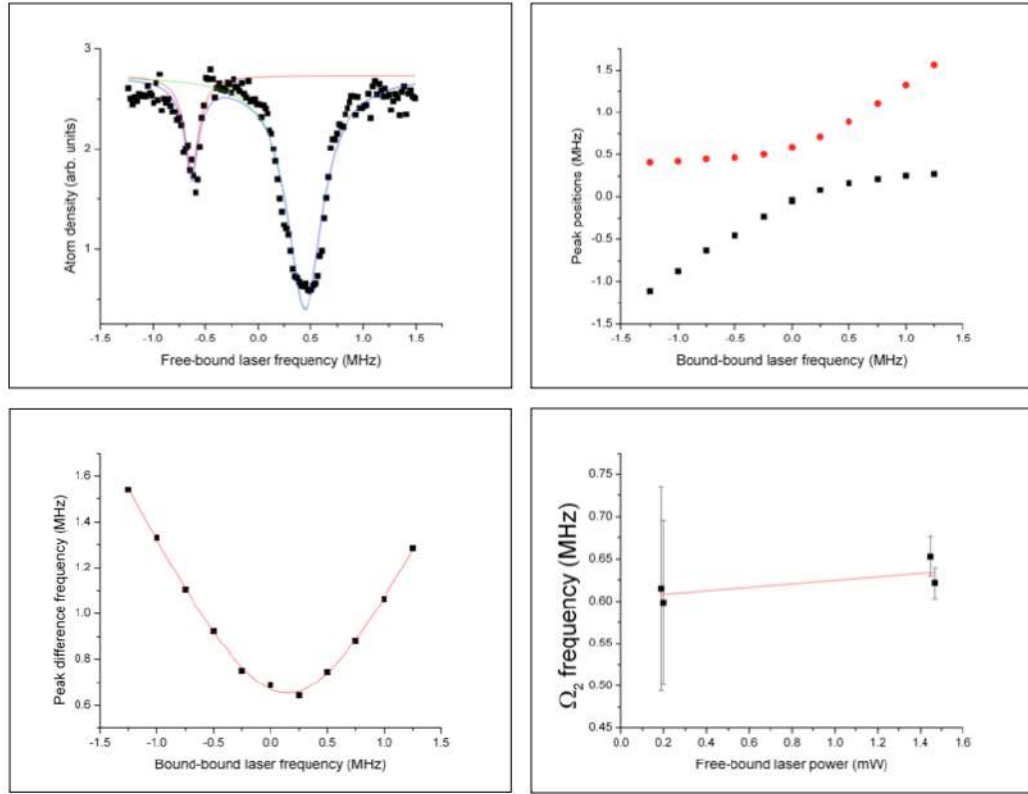 3
2
1
Atom density (arb. units)
-1.5 -1.0 -0.5 0.0 0.5 1.0 1.5
Free-bound laser frequency (MHz)
1.5
1.0
0.5
0.0
-0.5
-1.0
-1.5
Peak positions (MHz)
-1.5 -1.0 -0.5 0.0 0.5 1.0 1.5
Bound-bound laser frequency (MHz)
1.6
1.4
1.2
1.0
0.8
0.6
Peak difference frequency (MHz)
-1.5 -1.0 -0.5 0.0 0.5 1.0 1.5
Bound-bound laser frequency (MHz)
0.75
0.70
0.65
0.60
0.55
0.50
0.45
Ω₂ frequency (MHz)
0.0 0.2 0.4 0.6 0.8 1.0 1.2 1.4 1.6
Free-bound laser power (mW)